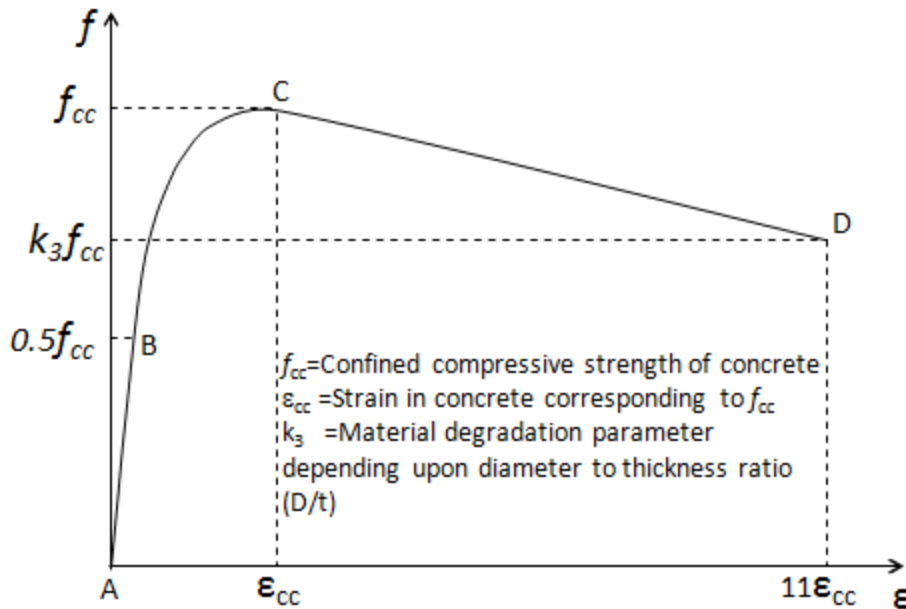 f
C
fcc
D
k3fcc
0.5fcc
B
fcc=Confined compressive strength of concrete
εcc =Strain in concrete corresponding to fcc
k3 =Material degradation parameter
depending upon diameter to thickness ratio
(D/t)
A
εcc
11εcc
ε